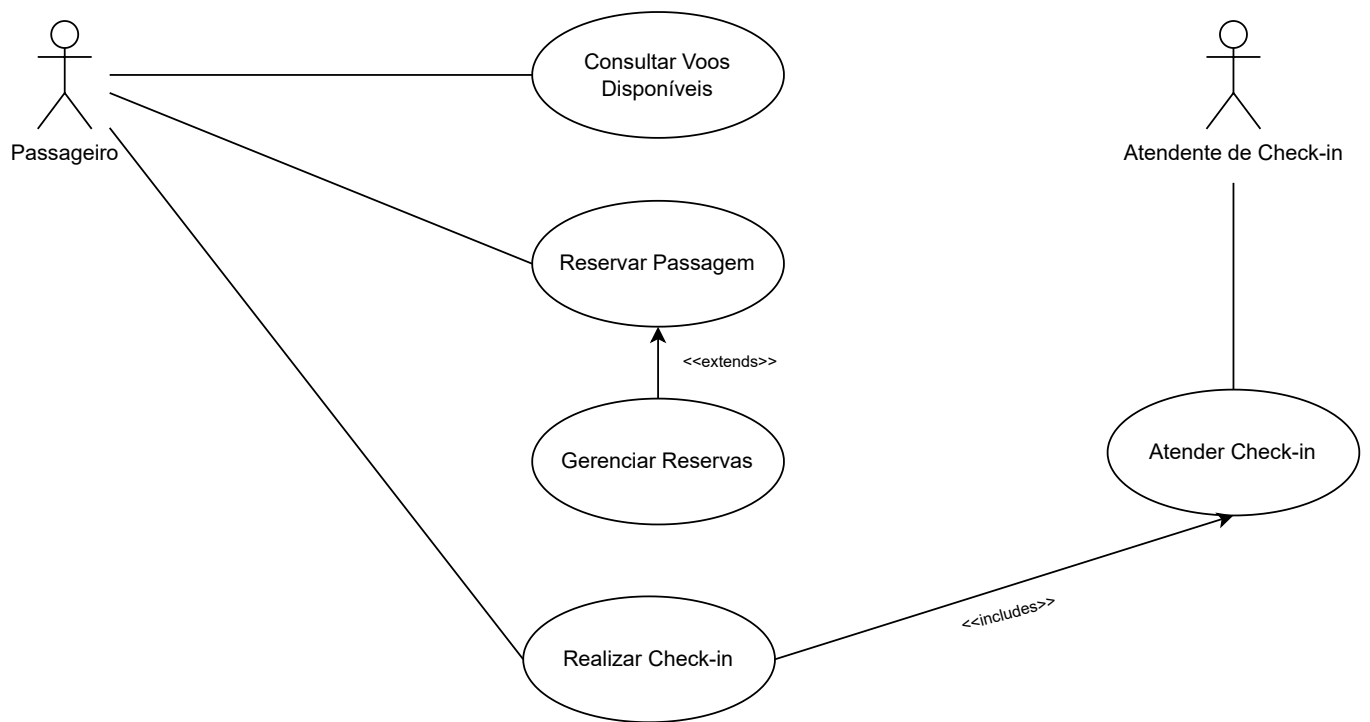 Consultar Voos
Disponíveis
Passageiro
Atendente de Check-in
Reservar Passagem
<<extends>>
Gerenciar Reservas
Atender Check-in
<<includes>>
Realizar Check-in